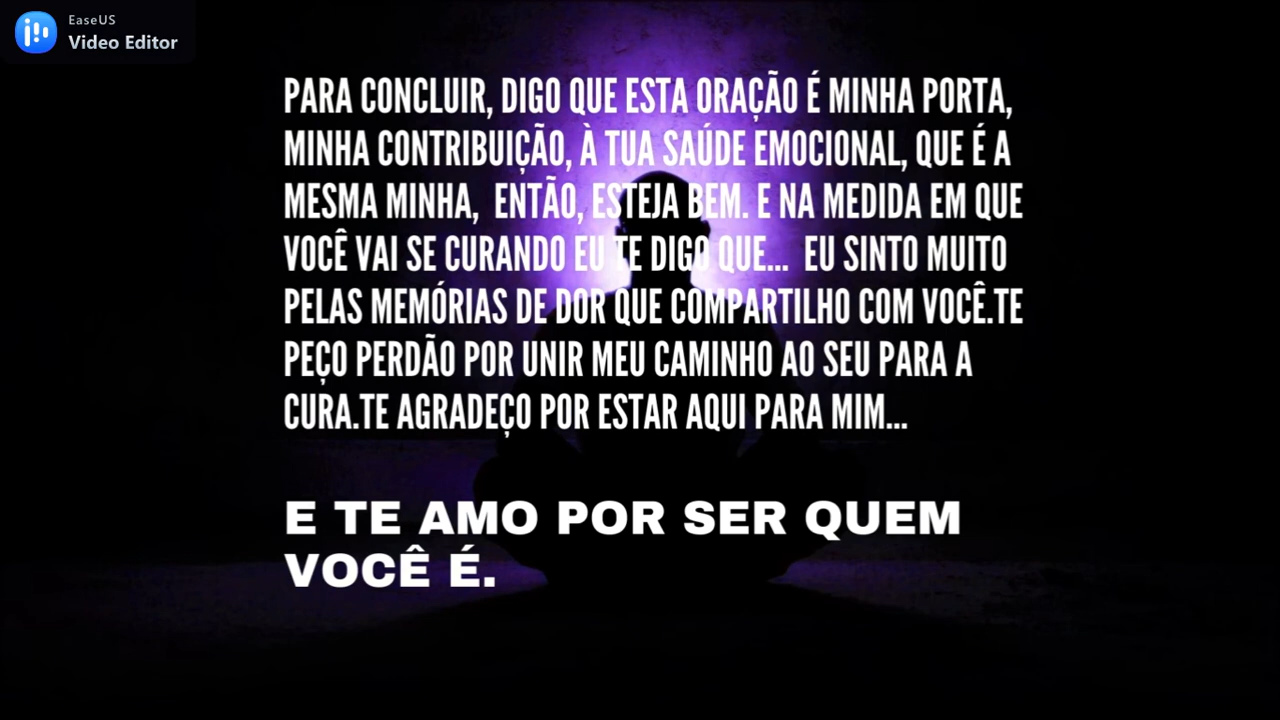 EaseUS
Video Editor
PARA CONCLUIR, DIGO QUE ESTA ORAÇÃO É MINHA PORTA,
MINHA CONTRIBUIÇÃO, À TUA SAÚDE EMOCIONAL, QUE É A
MESMA MINHA,  ENTÃO, ESTEJA BEM. E NA MEDIDA EM QUE
VOCÊ VAI SE CURANDO EU TE DIGO QUE...  EU SINTO MUITO
PELAS MEMÓRIAS DE DOR QUE COMPARTILHO COM VOCÊ.TE
PEÇO PERDÃO POR UNIR MEU CAMINHO AO SEU PARA A
CURA.TE AGRADEÇO POR ESTAR AQUI PARA MIM...
E TE AMO POR SER QUEM
VOCÊ É.